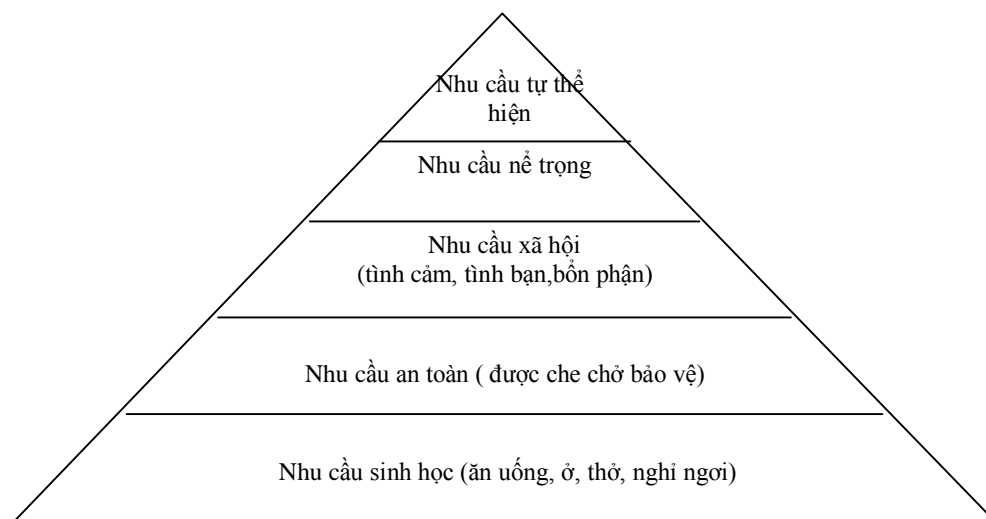 Nhu cầu tự thể
hiện
Nhu cầu nể trọng
Nhu cầu xã hội
(tình cảm, tình bạn,bổn phận)
Nhu cầu an toàn ( được che chở bảo vệ)
Nhu cầu sinh học (ăn uống, ở, thở, nghỉ ngơi)